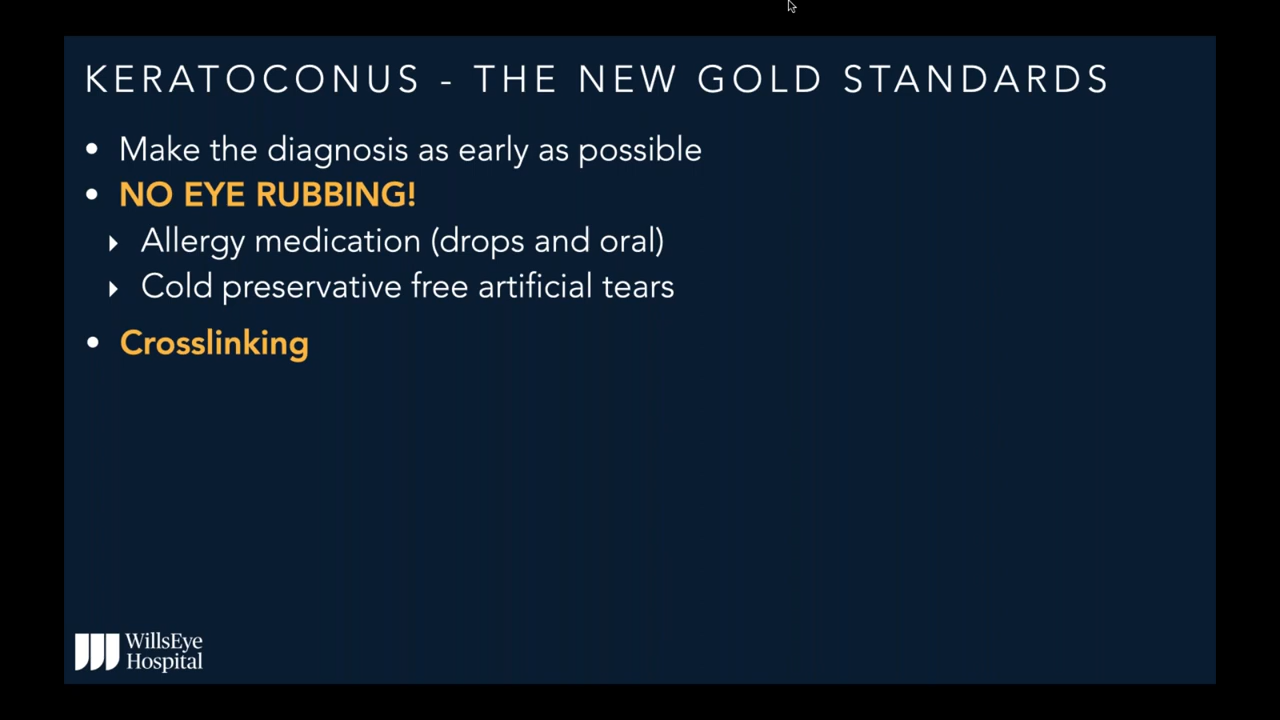 KERATOCONUS - THE NEW GOLD STANDARDS
• Make the diagnosis as early as possible
• NO EYE RUBBING!
‣ Allergy medication (drops and oral)
‣ Cold preservative free artificial tears
• Crosslinking
WillsEye
Hospital